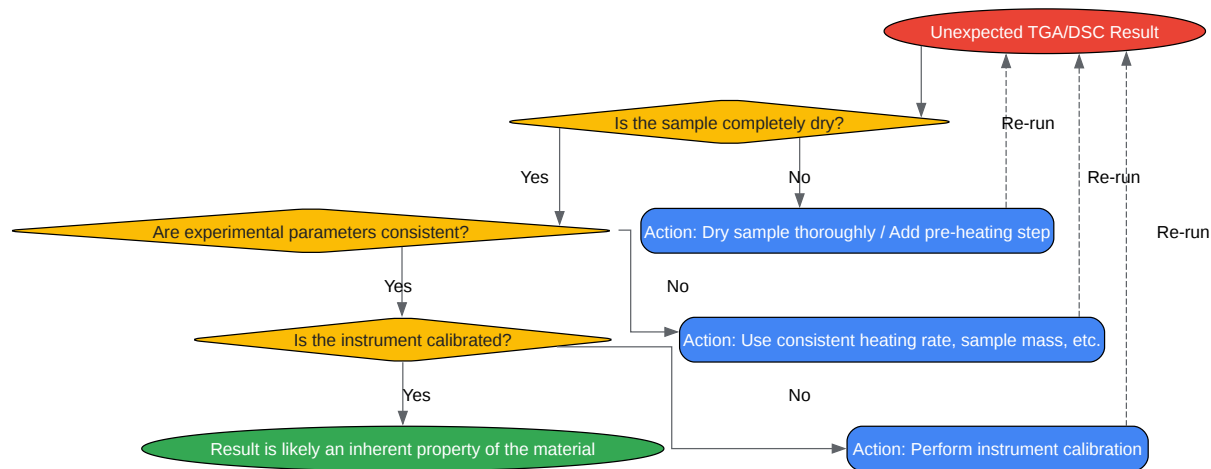 Unexpected TGA/DSC Result
Is the sample completely dry?
Re-run
Yes
No
Re-run
Are experimental parameters consistent?
Action: Dry sample thoroughly / Add pre-heating step
Re-run
Yes
No
Is the instrument calibrated?
Action: Use consistent heating rate, sample mass, etc.
Yes
No
Result is likely an inherent property of the material
Action: Perform instrument calibration